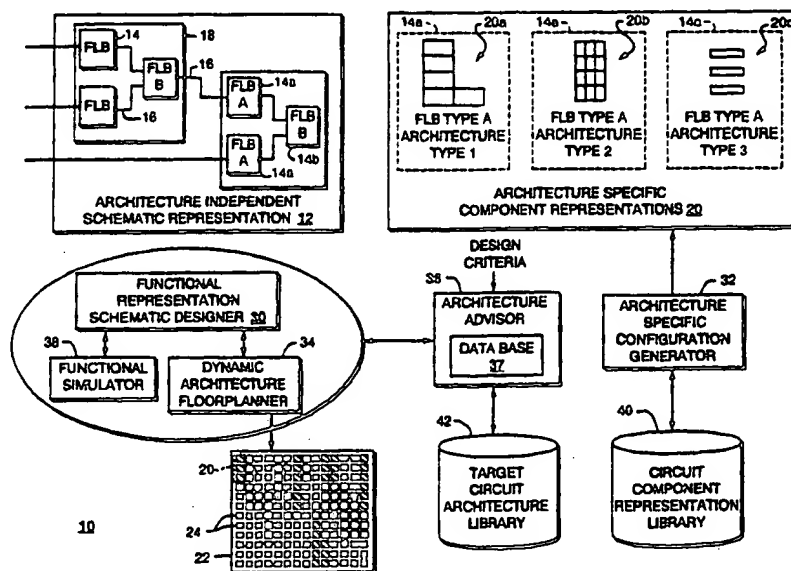 14
18
FLB
FLB
B
FLB
16
16
14a
FLB
A
FLB
B
FLB
A
14b
14a
ARCHITECTURE INDEPENDENT
SCHEMATIC REPRESENTATION 12
14a 20a
FLB TYPE A
ARCHITECTURE
TYPE 1
14a 20b
FLB TYPE A
ARCHITECTURE
TYPE 2
FLB TYPE A
ARCHITECTURE
TYPE 3
ARCHITECTURE SPECIFIC
COMPONENT REPRESENTATIONS 20
FUNCTIONAL
REPRESENTATION
SCHEMATIC DESIGNER 30
38
FUNCTIONAL
SIMULATOR
34
DYNAMIC
ARCHITECTURE
FLOORPLANNER
DESIGN
CRITERIA
ARCHITECTURE
ADVISOR
DATA BASE
37
32
ARCHITECTURE
SPECIFIC
CONFIGURATION
GENERATOR
42
TARGET
CIRCUIT
ARCHITECTURE
LIBRARY
40
CIRCUIT
COMPONENT
REPRESENTATION
LIBRARY
20
24
22
10